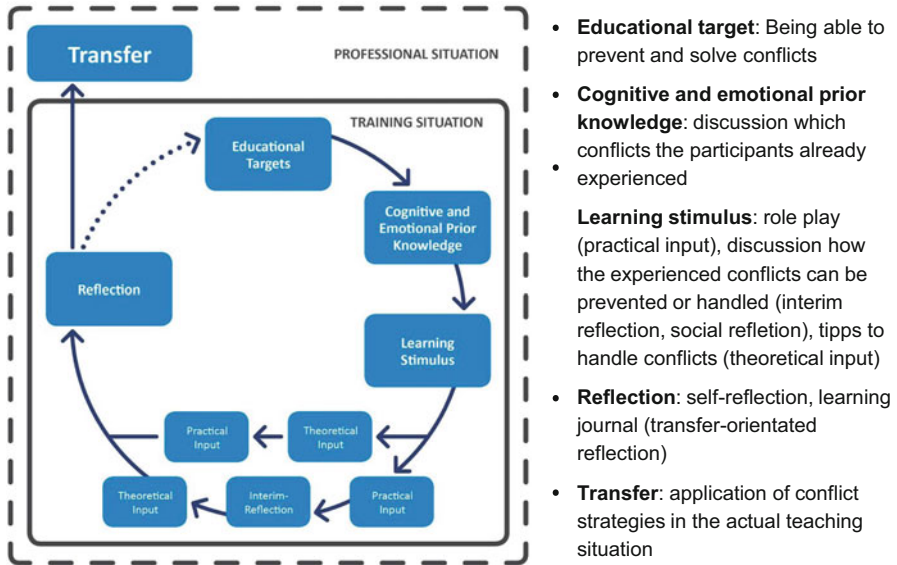 Transfer
PROFESSIONAL SITUATION
TRAINING SITUATION
Educational
Targets
Cognitive and
Emotional Prior
Knowledge
Reflection
Learning
Stimulus
Practical
Input
Theoretical
Input
Theoretical
Input
Interim-
Reflection
Practical
Input
• Educational target: Being able to
prevent and solve conflicts
• Cognitive and emotional prior
knowledge: discussion which
conflicts the participants already
• experienced
Learning stimulus: role play
(practical input), discussion how
the experienced conflicts can be
prevented or handled (interim
reflection, social refletion), tipps to
handle conflicts (theoretical input)
• Reflection: self-reflection, learning
journal (transfer-orientated
reflection)
• Transfer: application of conflict
strategies in the actual teaching
situation